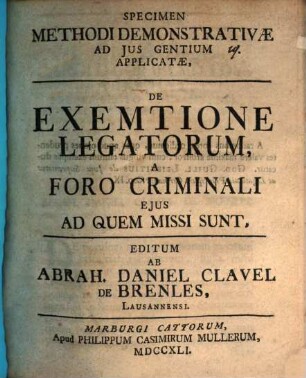 SPECIMEN
METHODI DEMONSTRATIVÆ
AD JUS GENTIUM
APPLICATÆ,
DE
EXEMTIONE
LEGATORUM,
A
FORO CRIMINALI
EJUS
AD QUEM MISSI SUNT,
EDITUM
AB
ABRAH. DANIEL CLAVEL
DE BRENLES,
LAUSANNENSI.
MARBURGI CATTORUM,
Apud PHILIPPUM CASIMIRUM MULLERUM,
MDCCXLI.